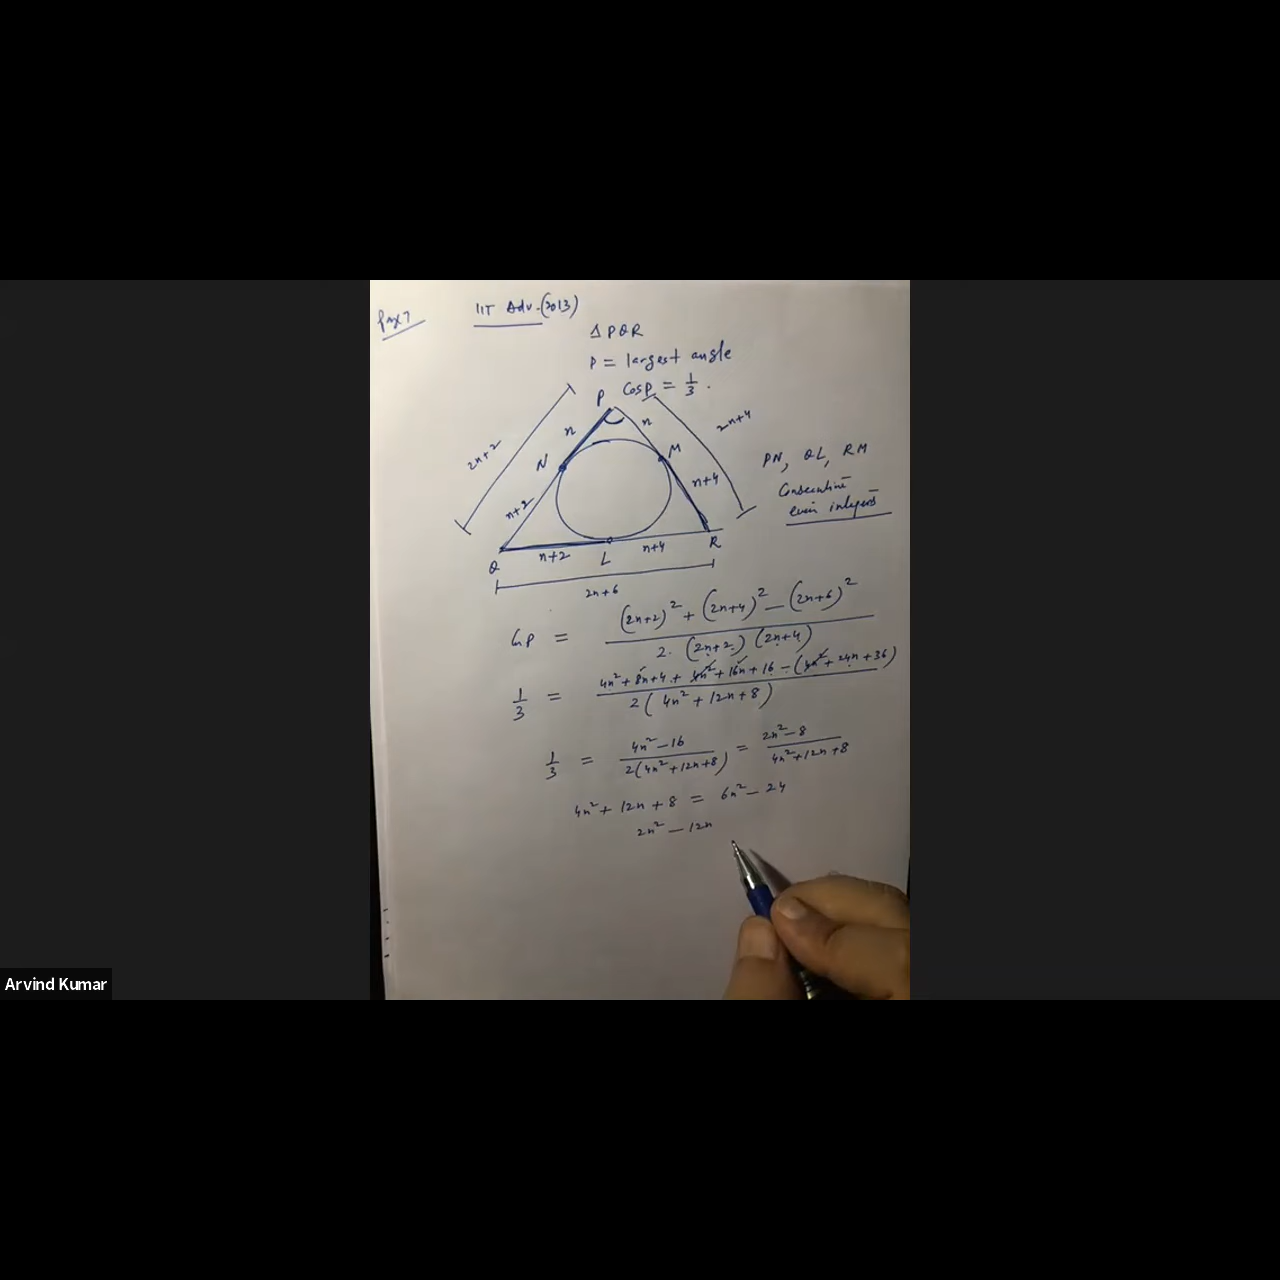 Page 7
IIT Adv. (2013)
Δ PQR
P = largest angle
Cos P = 1/3 .
P
n
n
2n+2
2n+4
N
M
n+2
n+4
PN, QL, RM
Consecutive
even integers
Q
n+2
L
n+4
R
2n+6
Cos P = ((2n+2)² + (2n+4)² − (2n+6)²) / (2. (2n+2) (2n+4))
1/3 = (4n² + 8n + 4 + 4n² + 16n + 16 − (4n² + 24n + 36)) / (2(4n² + 12n + 8))
1/3 = (4n² − 16) / (2(4n² + 12n + 8)) = (2n² − 8) / (4n² + 12n + 8)
4n² + 12n + 8 = 6n² − 24
2n² − 12n
Arvind Kumar